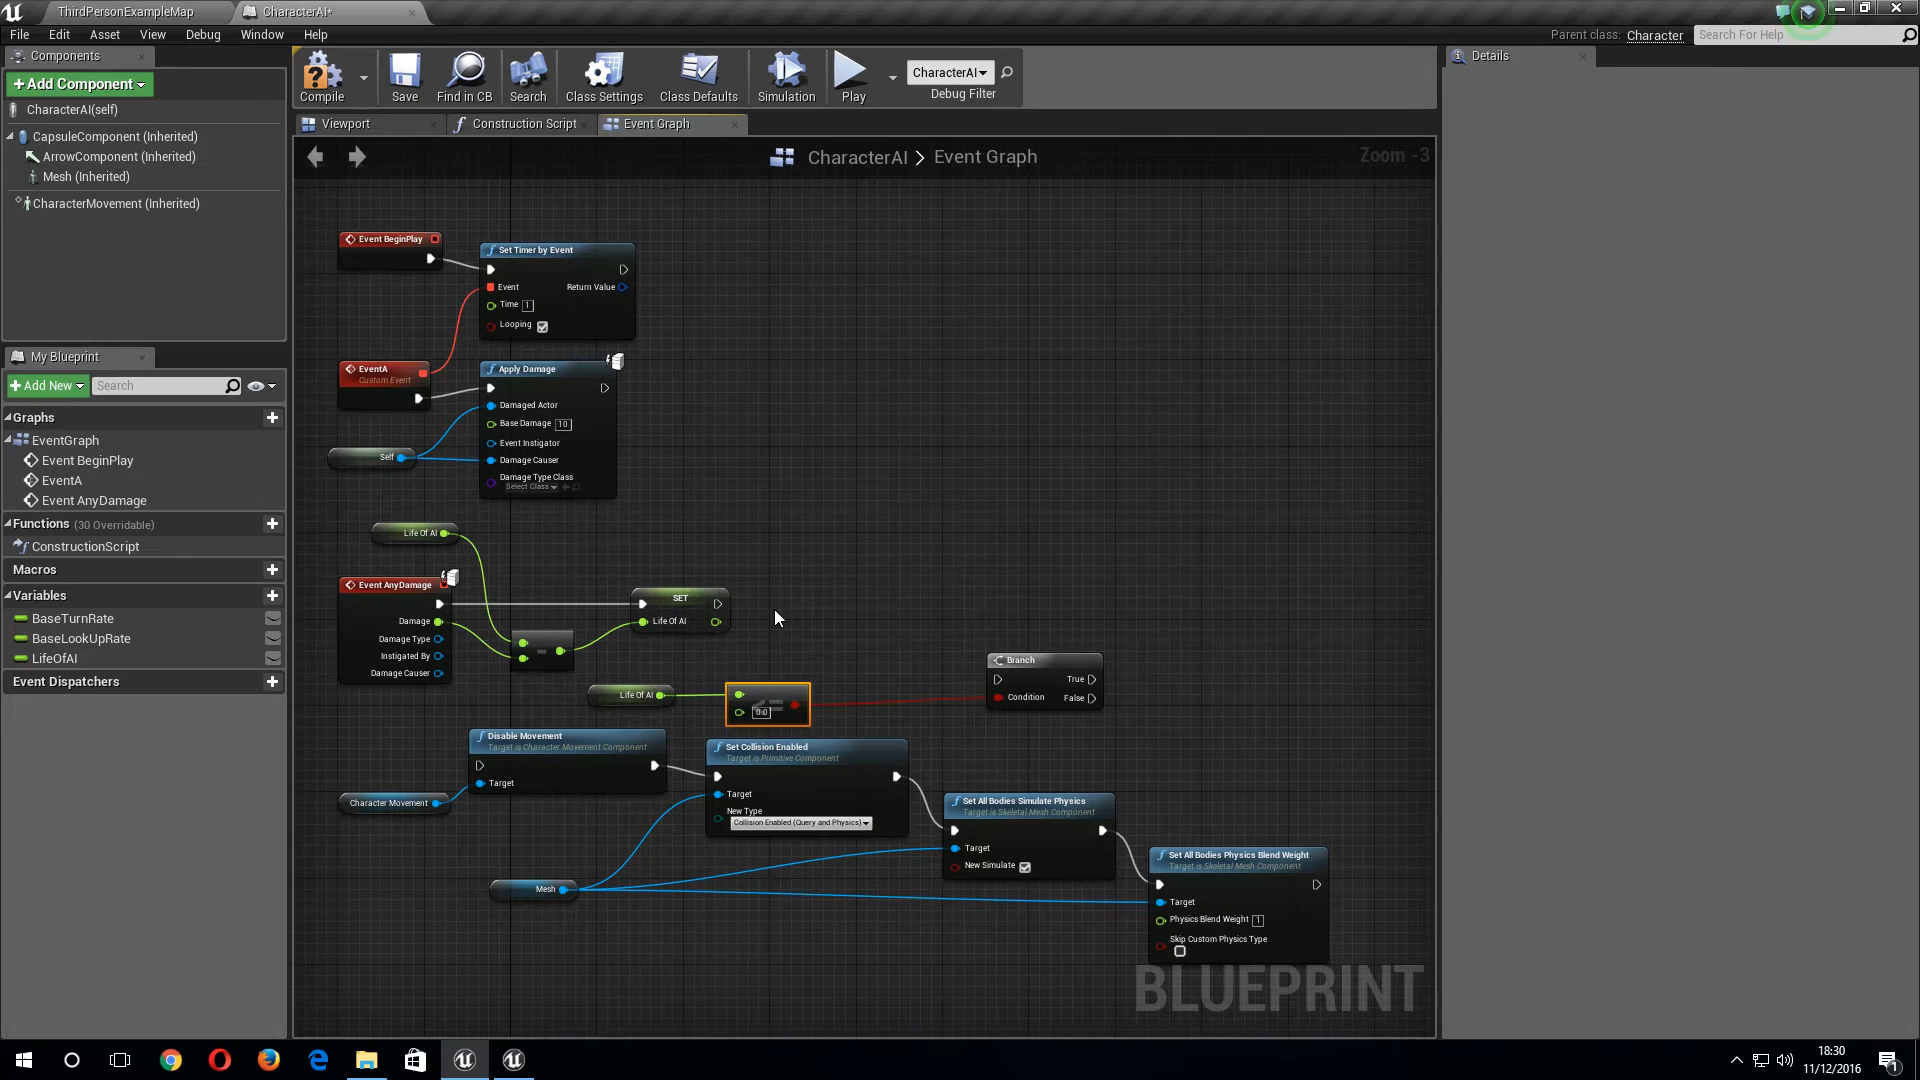 ThirdPersonExampleMap
CharacterAI*
File Edit Asset View Debug Window Help
Parent class: Character
Search For Help
Components
+Add Component
CharacterAI(self)
CapsuleComponent (Inherited)
ArrowComponent (Inherited)
Mesh (Inherited)
CharacterMovement (Inherited)
Compile
Save
Find in CB
Search
Class Settings
Class Defaults
Simulation
Play
CharacterAI
Debug Filter
Details
Viewport
Construction Script
Event Graph
CharacterAI > Event Graph
Zoom -3
My Blueprint
+Add New
Search
Graphs
EventGraph
Event BeginPlay
EventA
Event AnyDamage
Functions (30 Overridable)
ConstructionScript
Macros
Variables
BaseTurnRate
BaseLookUpRate
LifeOfAI
Event Dispatchers
Event BeginPlay
Set Timer by Event
Event
Return Value
Time 1
Looping
EventA
Custom Event
Apply Damage
Damaged Actor
Base Damage 10
Event Instigator
Damage Causer
Damage Type Class
Select Class
Self
Life Of AI
Event AnyDamage
Damage
Damage Type
Instigated By
Damage Causer
SET
Life Of AI
Life Of AI
<=
0.0
Branch
True
Condition
False
Disable Movement
Target is Character Movement Component
Target
Character Movement
Set Collision Enabled
Target is Primitive Component
Target
New Type
Collision Enabled (Query and Physics)
Mesh
Set All Bodies Simulate Physics
Target is Skeletal Mesh Component
Target
New Simulate
Set All Bodies Physics Blend Weight
Target is Skeletal Mesh Component
Target
Physics Blend Weight 1
Skip Custom Physics Type
BLUEPRINT
18:30
11/12/2016
1